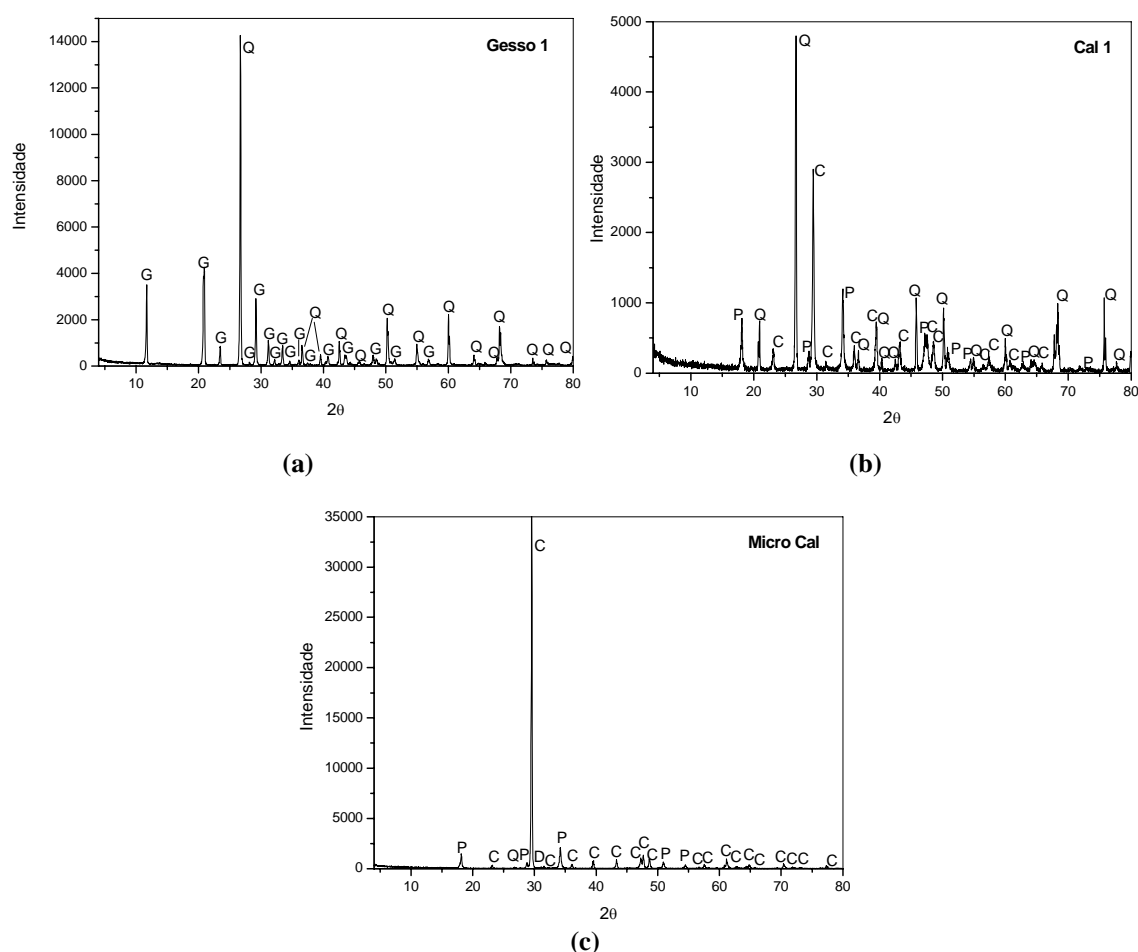 Gesso 1
Intensidade
14000
12000
10000
8000
6000
4000
2000
0
G G G G G G G G G G G G Q Q G Q G Q G G Q Q G Q Q Q Q Q Q Q
10 20 30 40 50 60 70 80
2θ
(a)
Cal 1
Intensidade
5000
4000
3000
2000
1000
0
P Q C Q P C C P C Q C Q Q Q C Q P C C Q P P Q C C Q C P Q C Q P Q Q
10 20 30 40 50 60 70 80
2θ
(b)
Micro Cal
Intensidade
35000
30000
25000
20000
15000
10000
5000
0
P C Q P C D C P C C C C C C P P C C C C C C C C C C
10 20 30 40 50 60 70 80
2θ
(c)